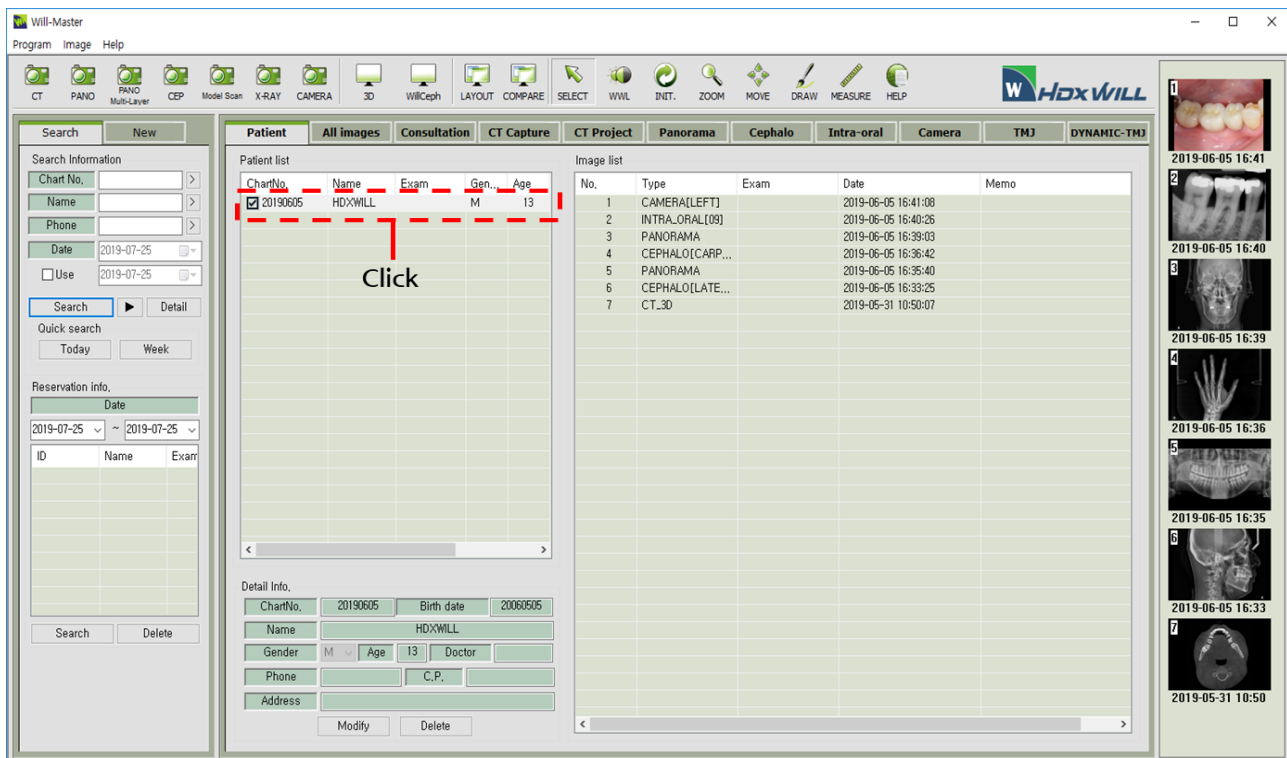 Will-Master
Program Image Help
CT PANO PANO Multi-Layer CEP Model Scan X-RAY CAMERA 3D WillCeph LAYOUT COMPARE SELECT WWL INIT. ZOOM MOVE DRAW MEASURE HELP
W HDX WILL
Search New
Search Information
Chart No. >
Name >
Phone >
Date 2019-07-25
Use 2019-07-25
Search Detail
Quick search
Today Week
Reservation info.
Date
2019-07-25 ~ 2019-07-25
ID Name Exam
Search Delete
Patient All images Consultation CT Capture CT Project Panorama Cephalo Intra-oral Camera TMJ DYNAMIC-TMJ
Patient list
ChartNo. Name Exam Gen... Age
20190605 HDXWILL M 13
Click
Detail Info.
ChartNo. 20190605 Birth date 20060505
Name HDXWILL
Gender M Age 13 Doctor
Phone C.P.
Address
Modify Delete
Image list
No. Type Exam Date Memo
1 CAMERA[LEFT] 2019-06-05 16:41:08
2 INTRA_ORAL[09] 2019-06-05 16:40:26
3 PANORAMA 2019-06-05 16:39:03
4 CEPHALO[CARP... 2019-06-05 16:36:42
5 PANORAMA 2019-06-05 16:35:40
6 CEPHALO[LATE... 2019-06-05 16:33:25
7 CT_3D 2019-05-31 10:50:07
1
2019-06-05 16:41
2
2019-06-05 16:40
3
2019-06-05 16:39
4
2019-06-05 16:36
5
2019-06-05 16:35
6
2019-06-05 16:33
7
2019-05-31 10:50